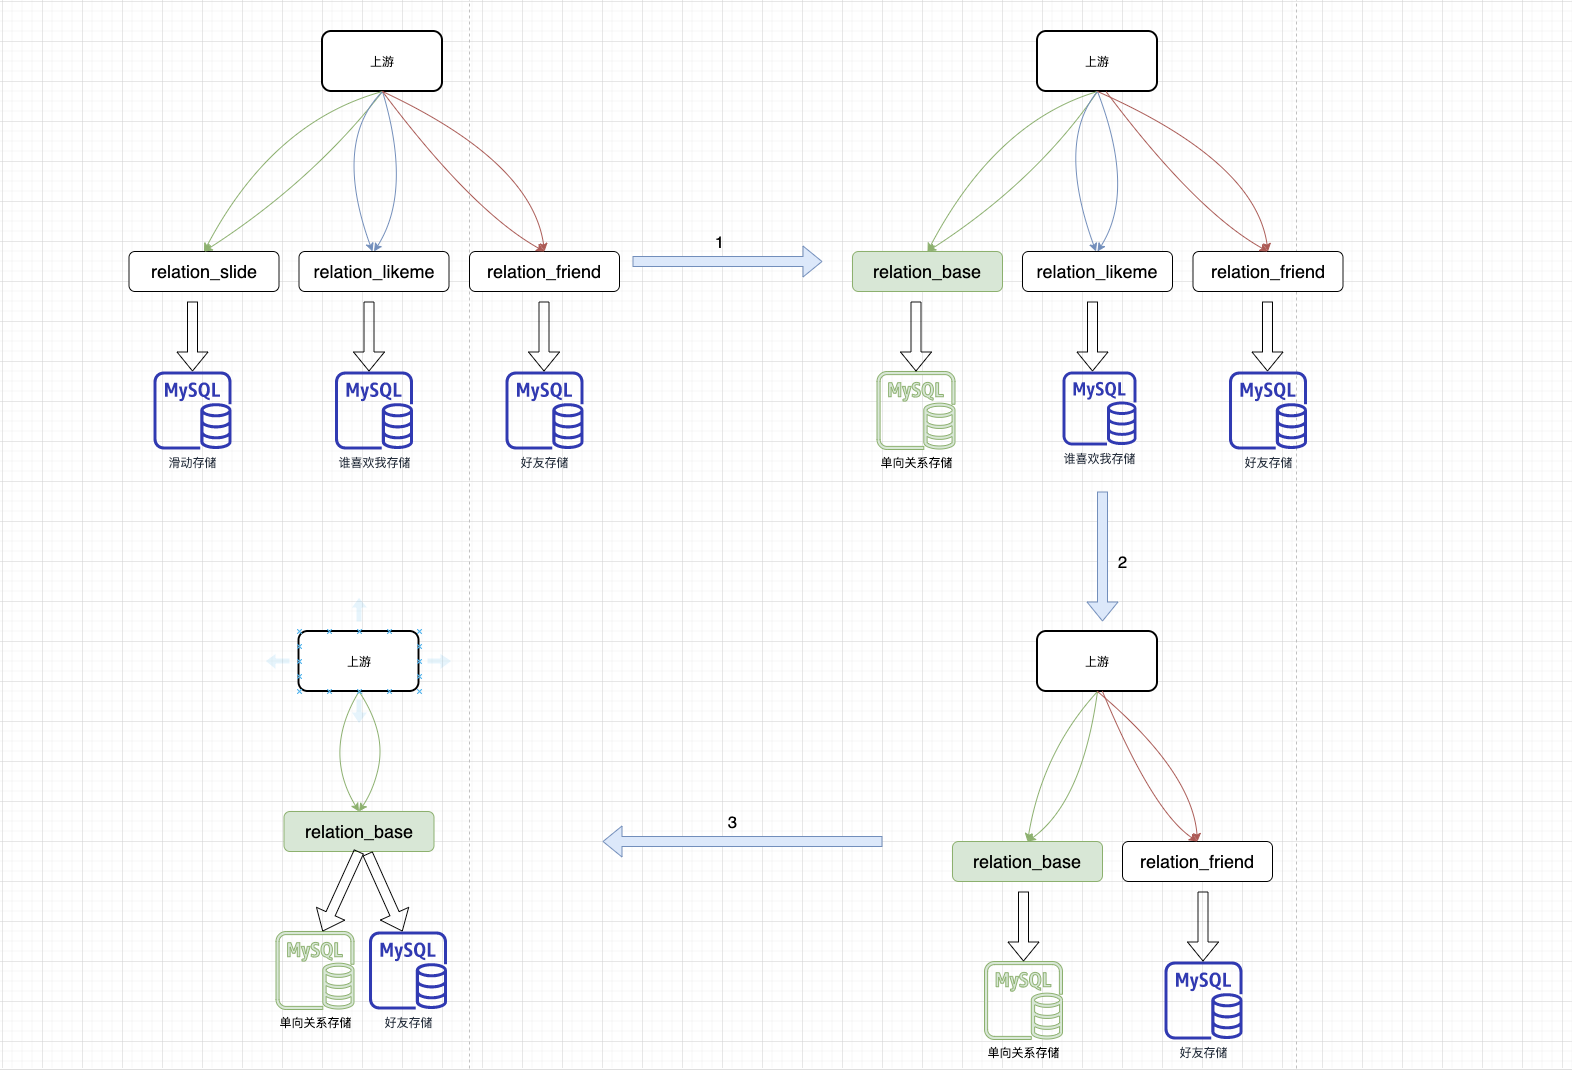 上游
relation_slide
relation_likeme
relation_friend
MySQL
MySQL
MySQL
滑动存储
谁喜欢我存储
好友存储
1
上游
relation_base
relation_likeme
relation_friend
MySQL
MySQL
MySQL
单向关系存储
谁喜欢我存储
好友存储
2
上游
relation_base
relation_friend
MySQL
MySQL
单向关系存储
好友存储
3
上游
relation_base
MySQL
MySQL
单向关系存储
好友存储